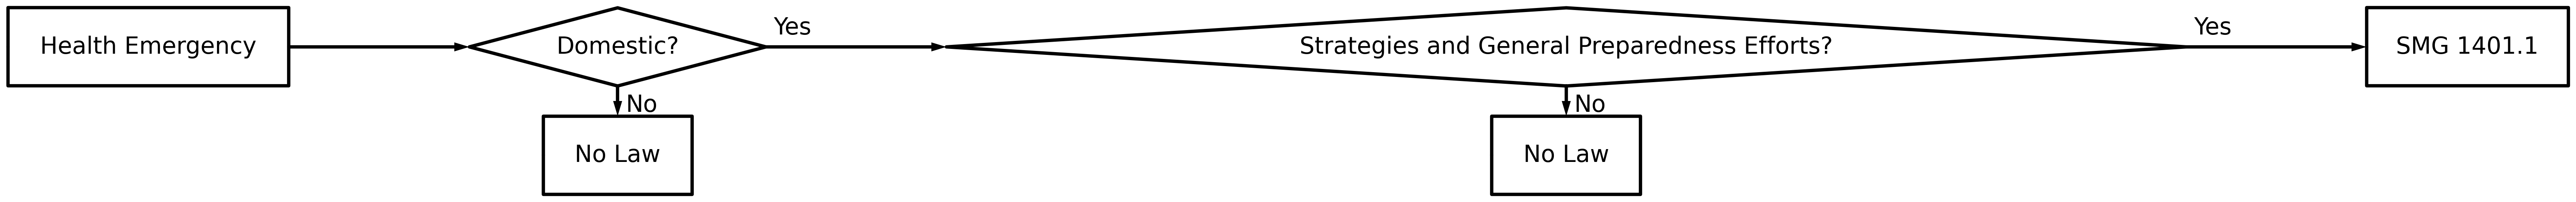 Health Emergency
Domestic?
Yes
Strategies and General Preparedness Efforts?
Yes
SMG 1401.1
No
No Law
No
No Law